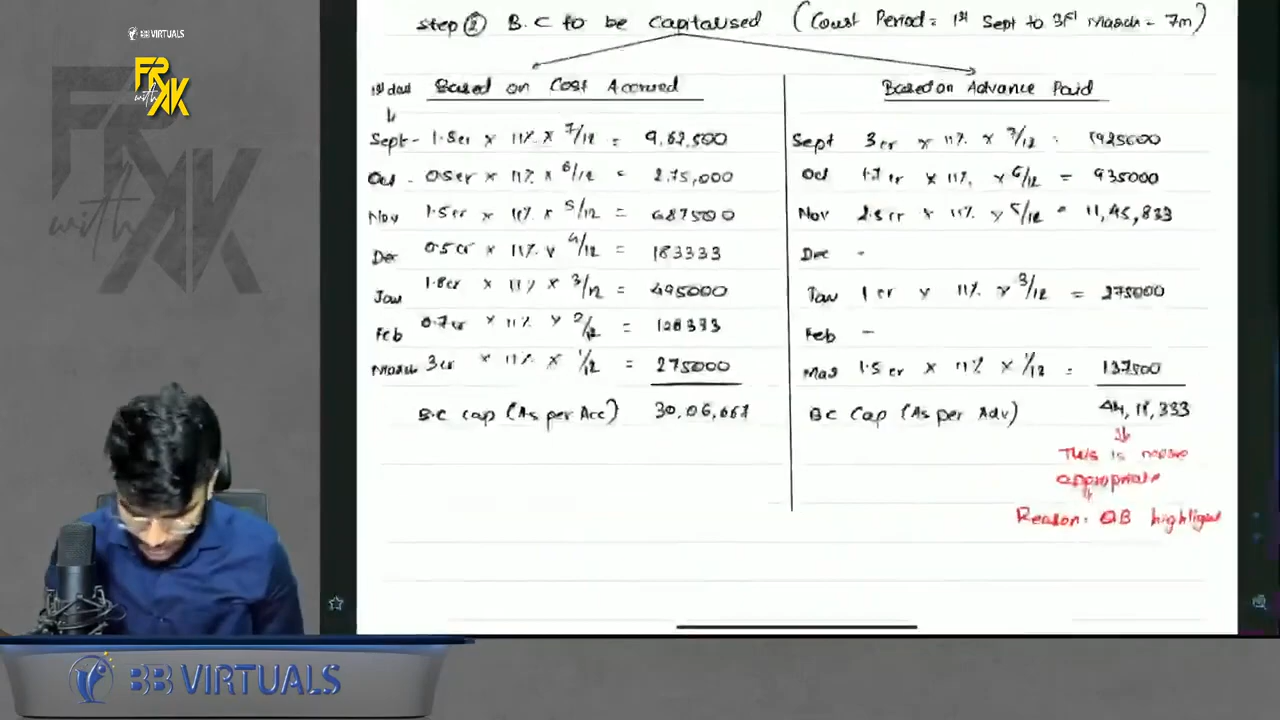 BB VIRTUALS
FR
with AK
FR
with AK
step ② B.C to be Capitalised (Const Period = 1st Sept to 31st March = 7m)
Based on Cost Accrued
Sept - 1.5cr x 11% x 7/12 = 9,62,500
Oct - 0.5cr x 11% x 6/12 = 2,75,000
Nov 1.5cr x 11% x 5/12 = 687500
Dec 0.5cr x 11% x 4/12 = 183333
Jan 1.8cr x 11% x 3/12 = 495000
Feb 0.7cr x 11% x 2/12 = 128333
March 3cr x 11% x 1/12 = 275000
B.C cap (As per Acc) 30,06,667
Based on Advance Paid
Sept 3cr x 11% x 7/12 = 1925000
Oct 1.7cr x 11% x 6/12 = 935000
Nov 2.5cr x 11% x 5/12 = 11,45,833
Dec -
Jan 1cr x 11% x 3/12 = 275000
Feb -
Mar 1.5cr x 11% x 1/12 = 137500
BC Cap (As per Adv) 44,18,333
This is more
appropriate
Reason:
BB VIRTUALS